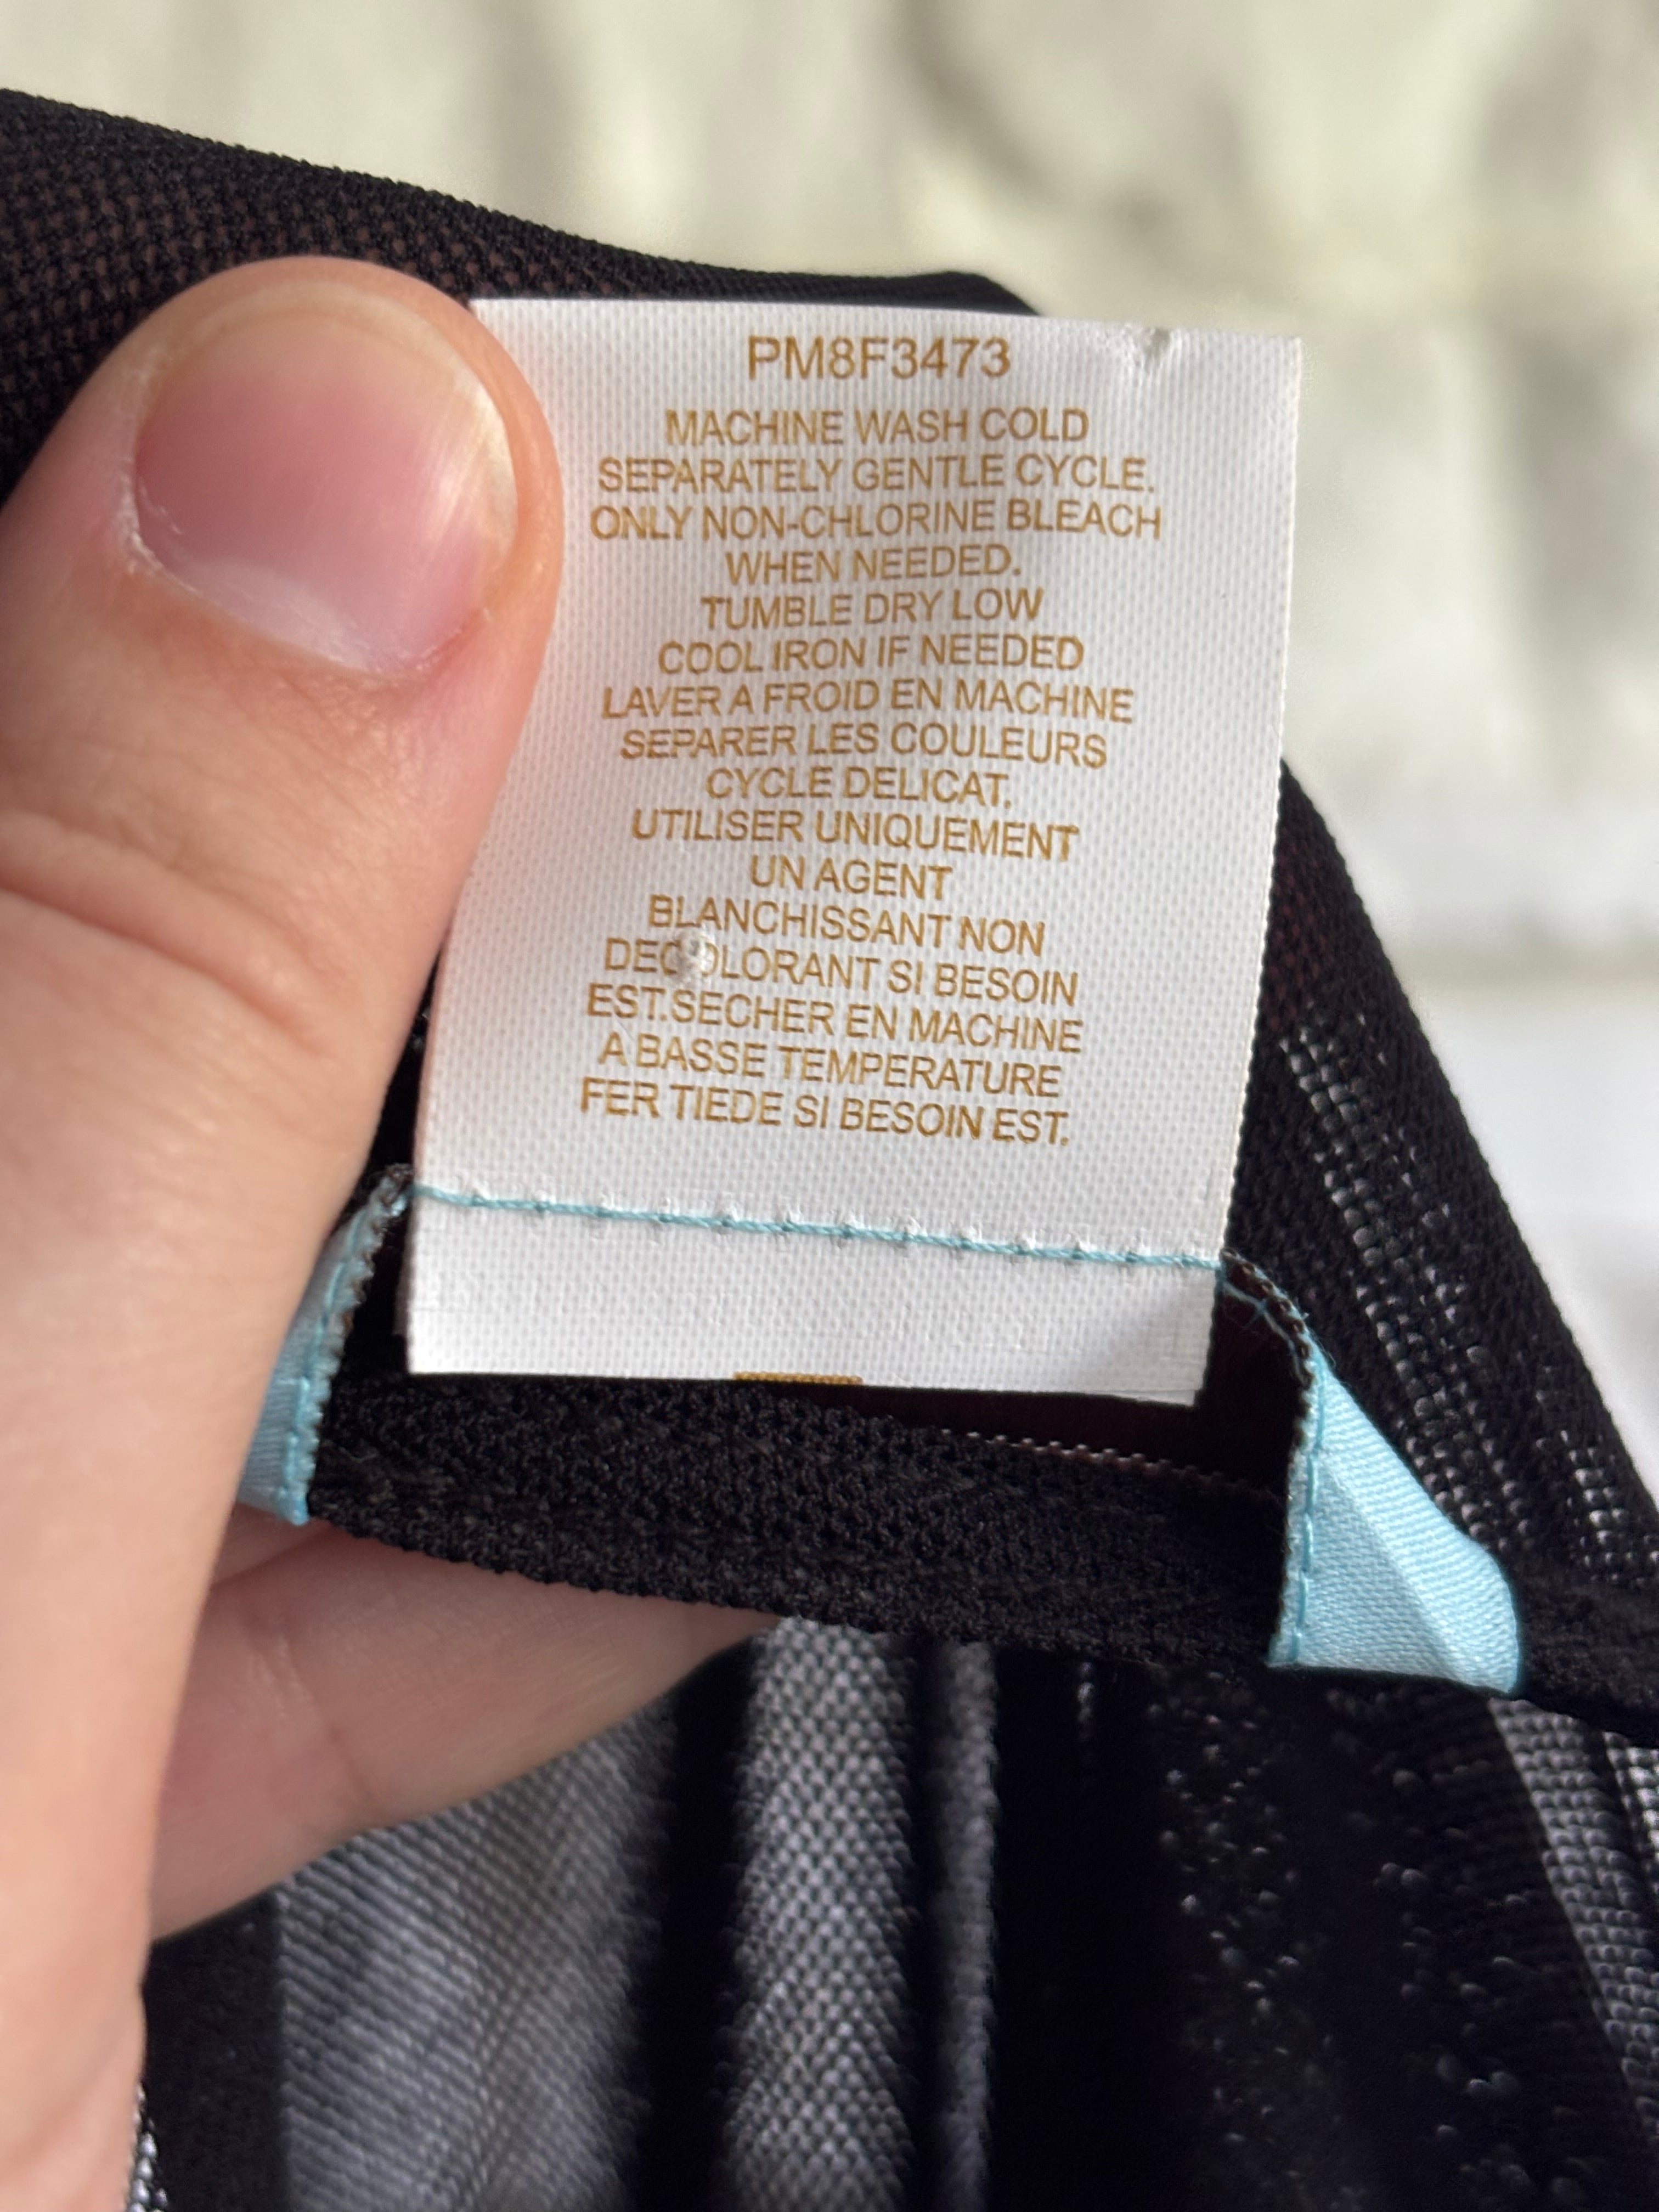 PM8F3473
MACHINE WASH COLD
SEPARATELY GENTLE CYCLE.
ONLY NON-CHLORINE BLEACH
WHEN NEEDED.
TUMBLE DRY LOW
COOL IRON IF NEEDED
LAVER A FROID EN MACHINE
SEPARER LES COULEURS
CYCLE DELICAT.
UTILISER UNIQUEMENT
UN AGENT
BLANCHISSANT NON
DECOLORANT SI BESOIN
EST.SECHER EN MACHINE
A BASSE TEMPERATURE
FER TIEDE SI BESOIN EST.